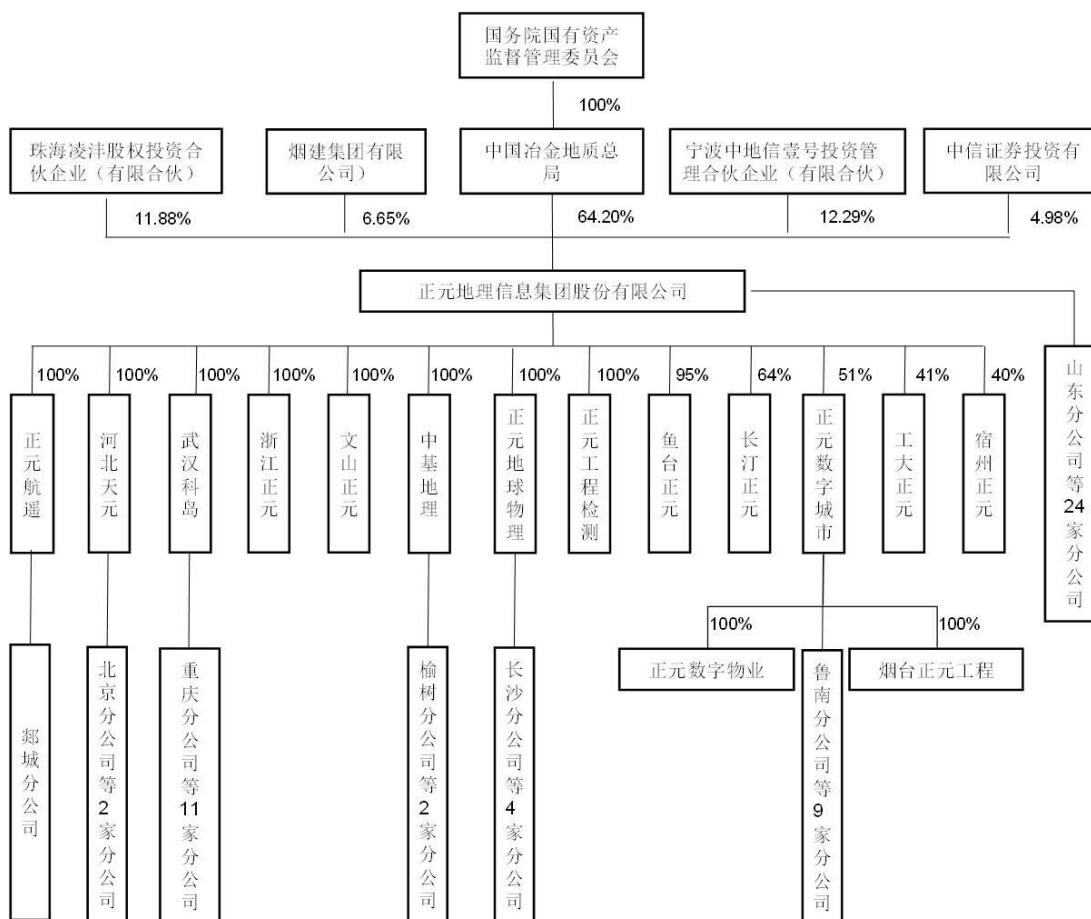 国务院国有资产
监督管理委员会
100%
珠海凌沣股权投资合
伙企业（有限合伙）
烟建集团有限
公司）
中国冶金地质总
局
宁波中地信壹号投资管
理合伙企业（有限合伙）
中信证券投资有
限公司
11.88%
6.65%
64.20%
12.29%
4.98%
正元地理信息集团股份有限公司
100%
100%
100%
100%
100%
100%
100%
100%
95%
64%
51%
41%
40%
正元航遥
河北天元
武汉科岛
浙江正元
文山正元
中基地理
正元地球物理
正元工程检测
鱼台正元
长汀正元
正元数字城市
工大正元
宿州正元
山东分公司等24家分公司
100%
100%
郯城分公司
北京分公司等2家分公司
重庆分公司等11家分公司
榆树分公司等2家分公司
长沙分公司等4家分公司
正元数字物业
鲁南分公司等9家分公司
烟台正元工程